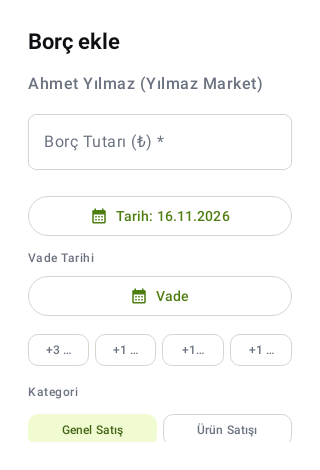 Borç ekle
Ahmet Yılmaz (Yılmaz Market)
Borç Tutarı (₺) *
Tarih: 16.11.2026
Vade Tarihi
Vade
+3 ...
+1 ...
+1...
+1 ...
Kategori
Genel Satış
Ürün Satışı